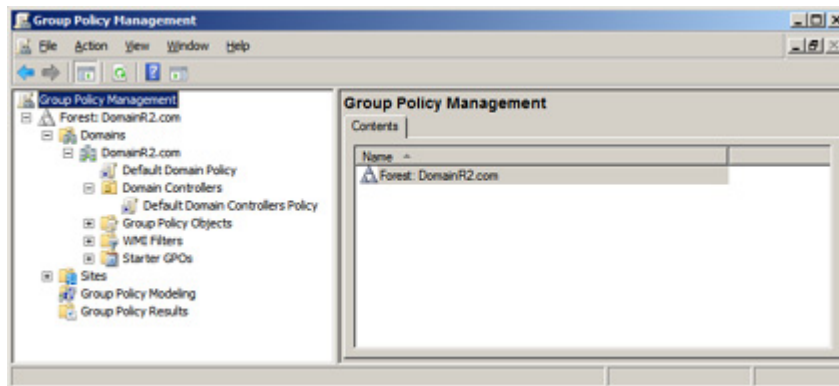 Group Policy Management
File Action View Window Help
Group Policy Management
Forest: DomainR2.com
Domains
DomainR2.com
Default Domain Policy
Domain Controllers
Default Domain Controllers Policy
Group Policy Objects
WMI Filters
Starter GPOs
Sites
Group Policy Modeling
Group Policy Results
Group Policy Management
Contents
Name
Forest: DomainR2.com